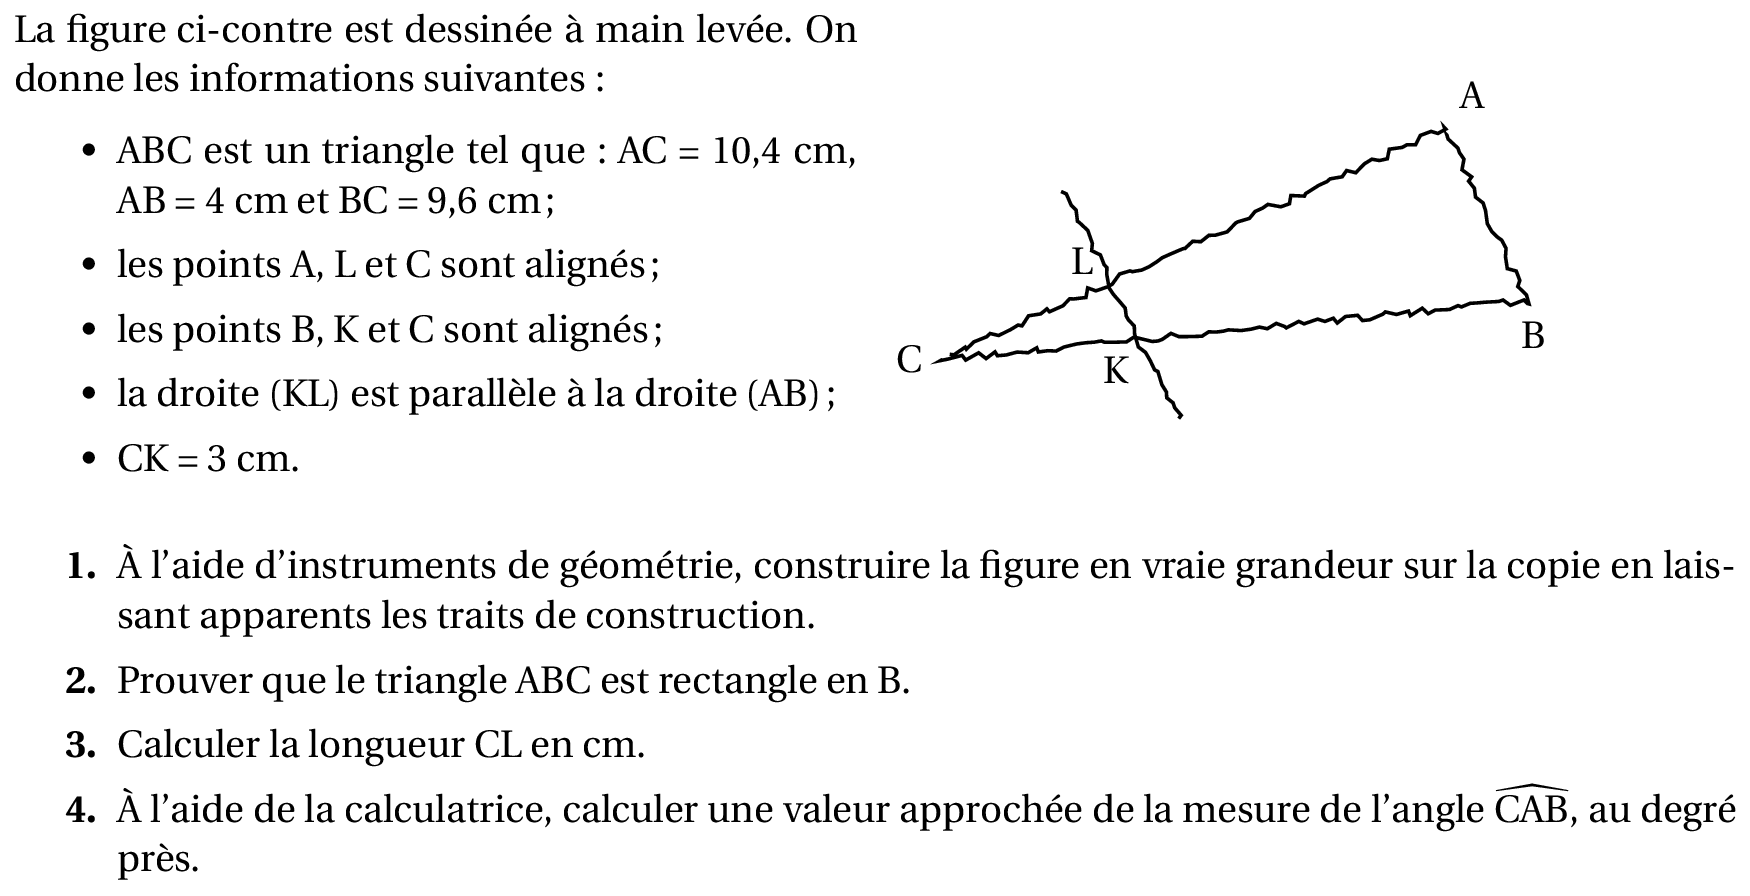 La figure ci-contre est dessinée à main levée. On
donne les informations suivantes :
• ABC est un triangle tel que : AC = 10,4 cm,
AB = 4 cm et BC = 9,6 cm ;
• les points A, L et C sont alignés ;
• les points B, K et C sont alignés ;
• la droite (KL) est parallèle à la droite (AB) ;
• CK = 3 cm.
A
L
C
K
B
1. À l'aide d'instruments de géométrie, construire la figure en vraie grandeur sur la copie en lais-
sant apparents les traits de construction.
2. Prouver que le triangle ABC est rectangle en B.
3. Calculer la longueur CL en cm.
4. À l'aide de la calculatrice, calculer une valeur approchée de la mesure de l'angle \widehat{CAB}, au degré
près.